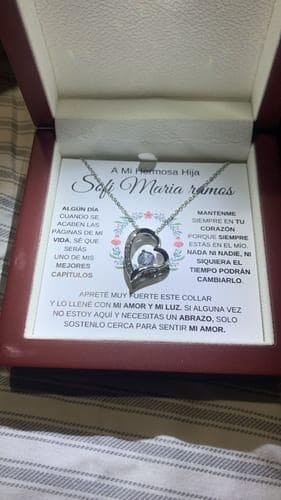 A Mi Hermosa Hija
Sofi Maria ramos
ALGÚN DÍA
CUANDO SE
ACABEN LAS
PAGINAS DE MI
VIDA, SÉ QUE
SERÁS
UNO DE MIS
MEJORES
CAPITULOS
MANTENME
SIEMPRE EN TU
CORAZÓN
PORQUE SIEMPRE
ESTÁS EN EL MÍO.
NADA NI NADIE, NI
SIQUIERA EL
TIEMPO PODRÁN
CAMBIARLO.
APRETÉ MUY FUERTE ESTE COLLAR
Y LO LLENÉ CON MI AMOR Y MI LUZ. SI ALGUNA VEZ
NO ESTOY AQUÍ Y NECESITAS UN ABRAZO, SOLO
SOSTENLO CERCA PARA SENTIR MI AMOR.